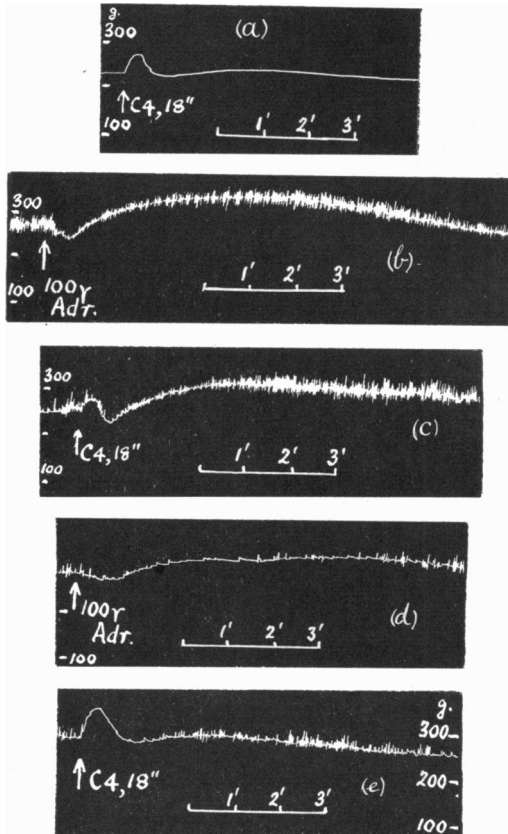 g.
300 (a)
↑C4, 18"
100 1' 2' 3'
300
(b)
100 100γ 1' 2' 3'
Adr.
300
(c)
↑C4, 18" 1' 2' 3'
100
↑100γ (d)
Adr. 1' 2' 3'
-100
g.
300-
↑C4, 18" (e) 200-
1' 2' 3'
100-